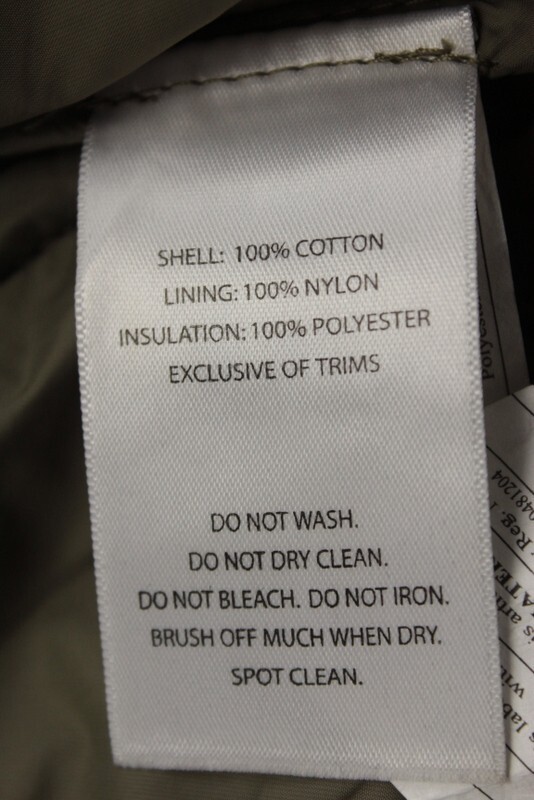 SHELL: 100% COTTON
LINING: 100% NYLON
INSULATION: 100% POLYESTER
EXCLUSIVE OF TRIMS
DO NOT WASH.
DO NOT DRY CLEAN.
DO NOT BLEACH. DO NOT IRON.
BRUSH OFF MUCH WHEN DRY.
SPOT CLEAN.
Reg.